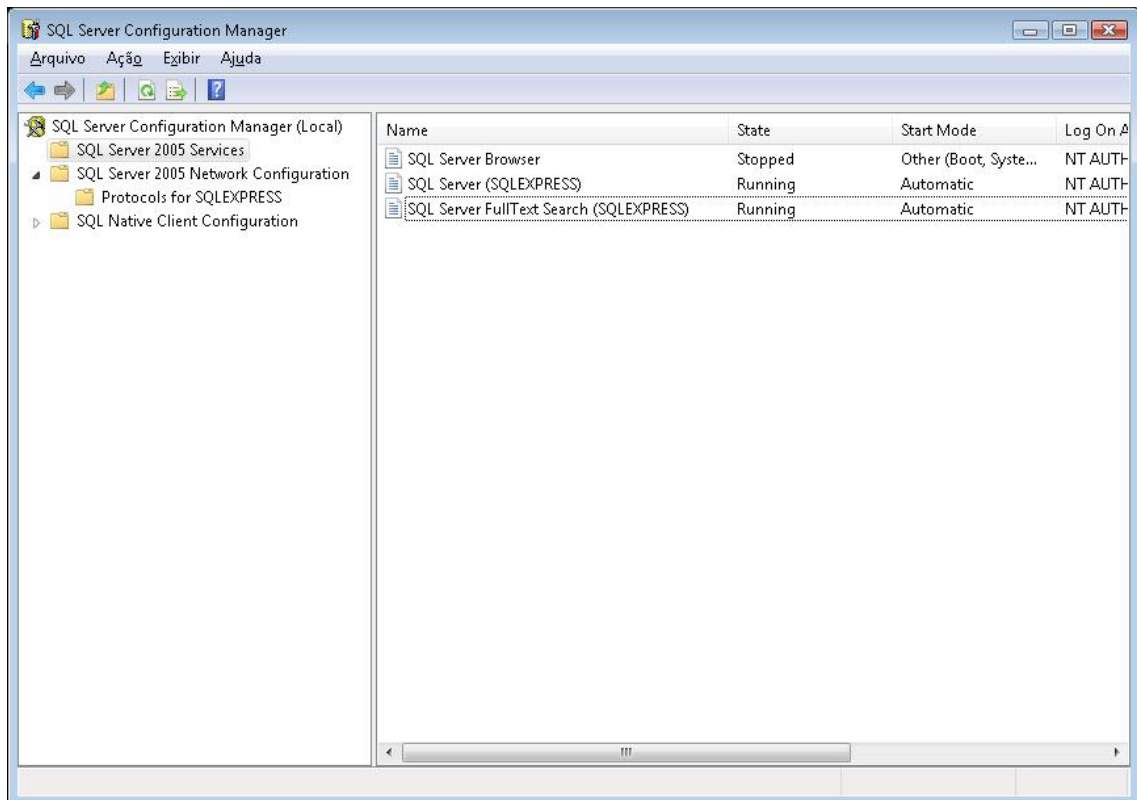 SQL Server Configuration Manager
Arquivo Ação Exibir Ajuda
SQL Server Configuration Manager (Local)
SQL Server 2005 Services
SQL Server 2005 Network Configuration
Protocols for SQLEXPRESS
SQL Native Client Configuration
Name State Start Mode Log On A
SQL Server Browser Stopped Other (Boot, Syste... NT AUTH
SQL Server (SQLEXPRESS) Running Automatic NT AUTH
SQL Server FullText Search (SQLEXPRESS) Running Automatic NT AUTH